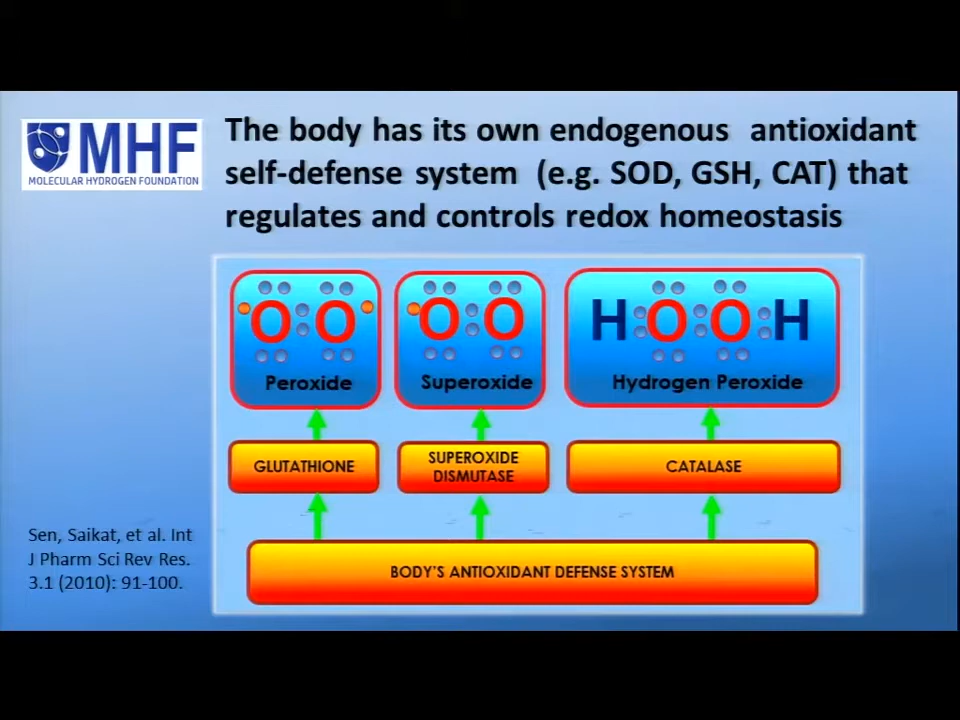 MHF
MOLECULAR HYDROGEN FOUNDATION
The body has its own endogenous antioxidant
self-defense system (e.g. SOD, GSH, CAT) that
regulates and controls redox homeostasis
O O
Peroxide
O O
Superoxide
H O O H
Hydrogen Peroxide
GLUTATHIONE
SUPEROXIDE
DISMUTASE
CATALASE
BODY'S ANTIOXIDANT DEFENSE SYSTEM
Sen, Saikat, et al. Int
J Pharm Sci Rev Res.
3.1 (2010): 91-100.